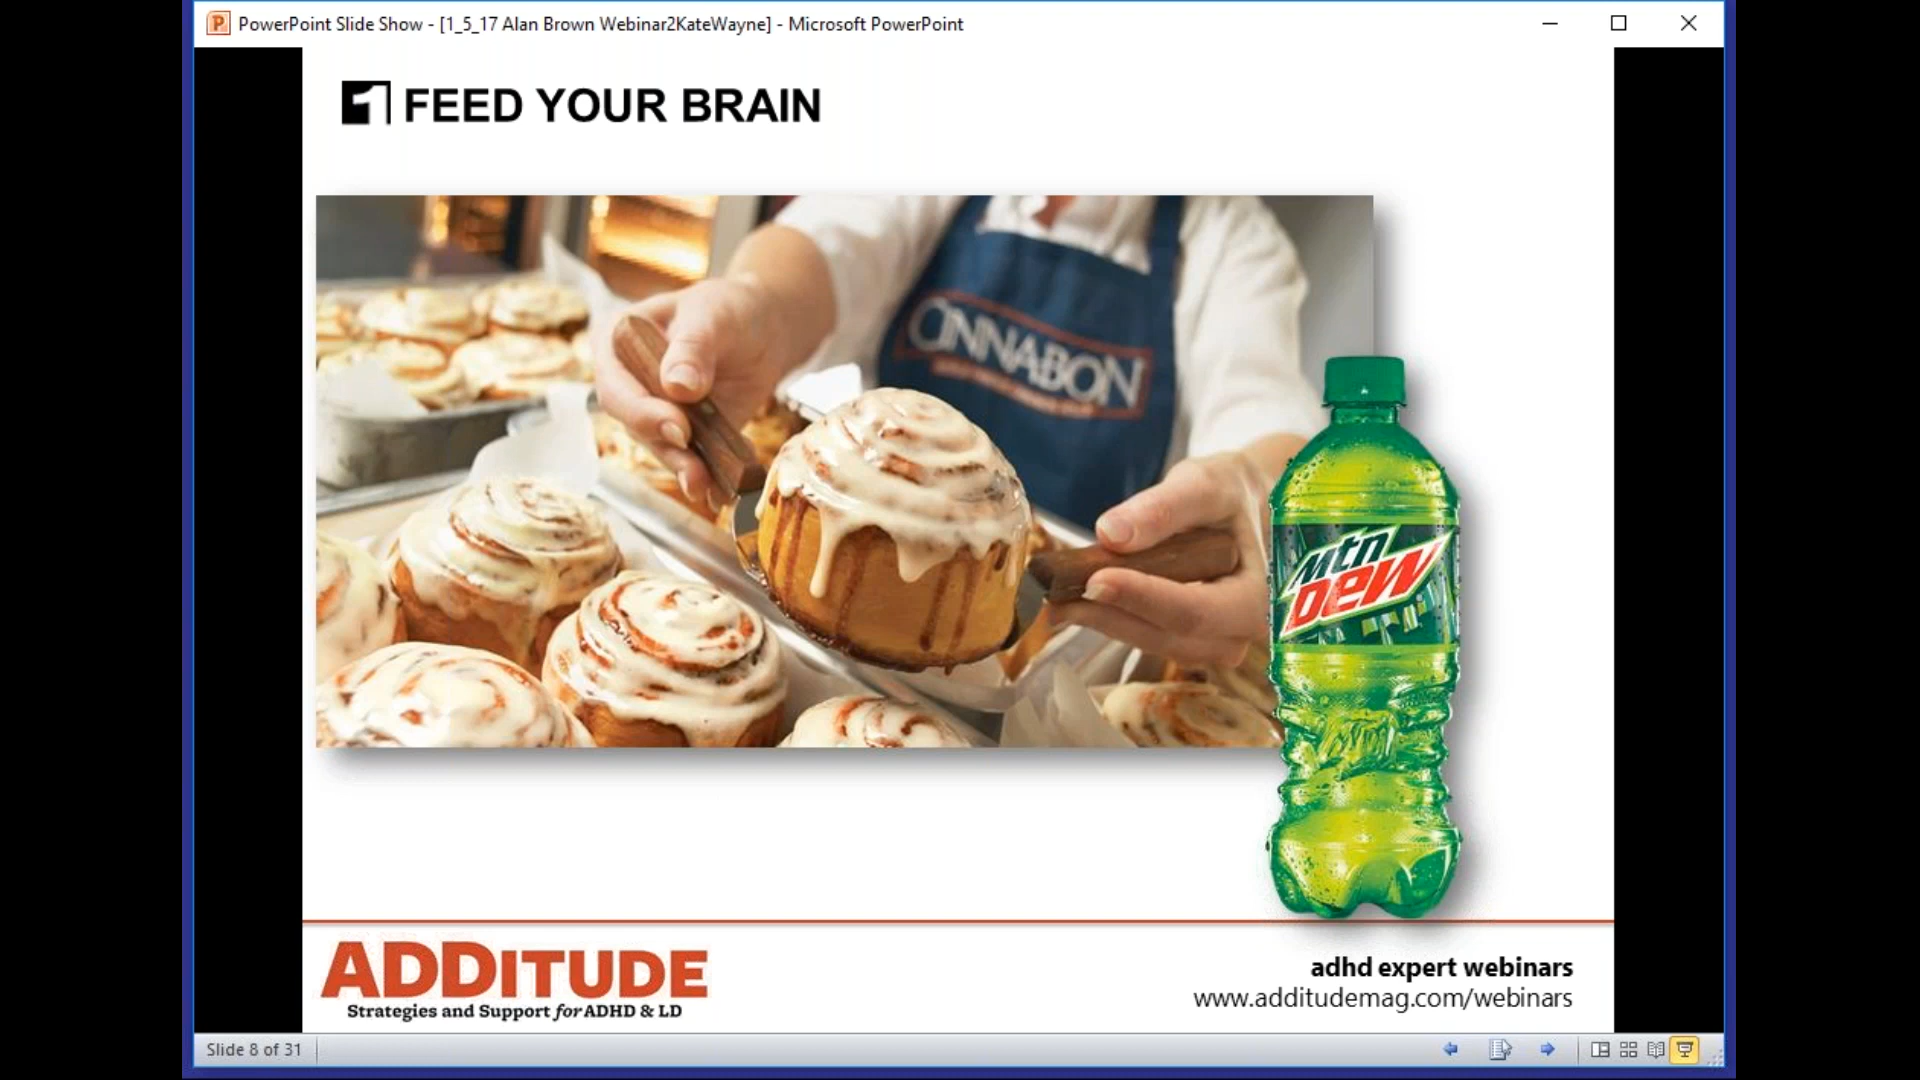 PowerPoint Slide Show - [1_5_17 Alan Brown Webinar2KateWayne] - Microsoft PowerPoint
1 FEED YOUR BRAIN
CINNABON
Mtn
DEW
ADDITUDE
Strategies and Support for ADHD & LD
adhd expert webinars
www.additudemag.com/webinars
Slide 8 of 31